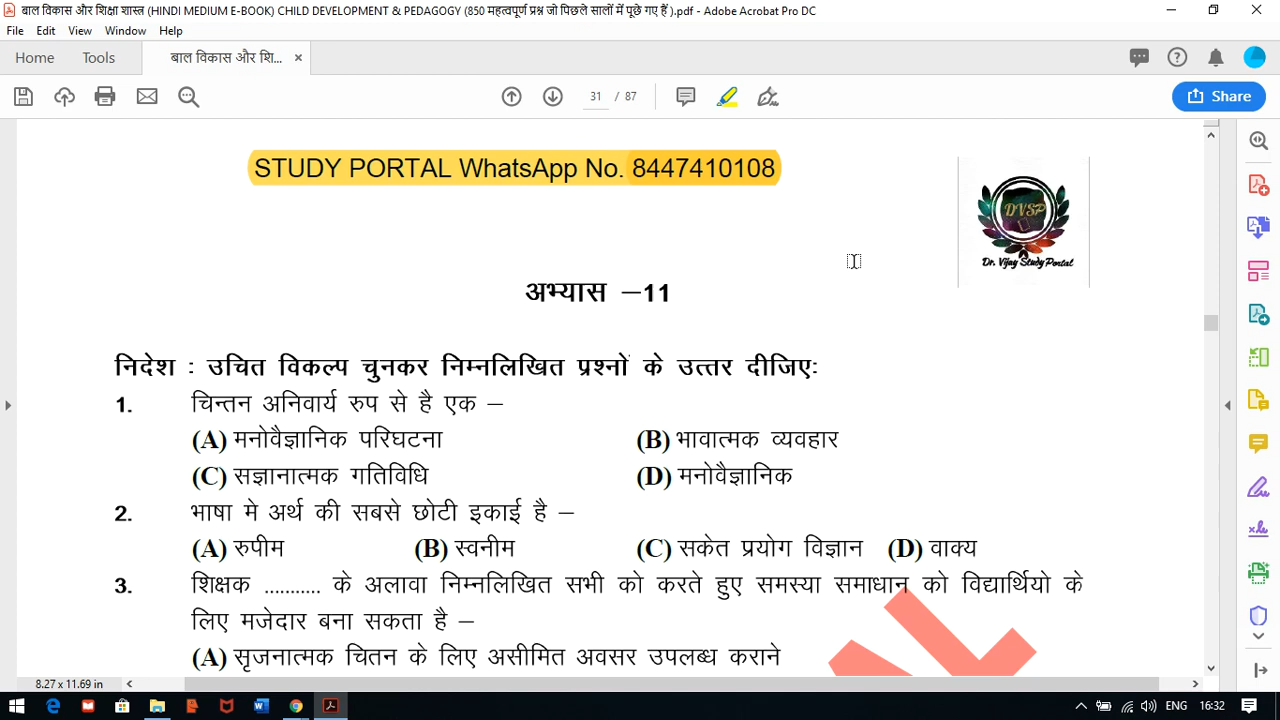 बाल विकास और शिक्षा शास्त्र (HINDI MEDIUM E-BOOK) CHILD DEVELOPMENT & PEDAGOGY (850 महत्वपूर्ण प्रश्न जो पिछले सालों में पूछे गए हैं ).pdf - Adobe Acrobat Pro DC
File Edit View Window Help
Home Tools बाल विकास और शि... ×
31 / 87 Share
STUDY PORTAL WhatsApp No. 8447410108
DVSP
Dr. Vijay Study Portal
अभ्यास –11
निदेश : उचित विकल्प चुनकर निम्नलिखित प्रश्नों के उत्तर दीजिए:
1. चिन्तन अनिवार्य रुप से है एक –
(A) मनोवैज्ञानिक परिघटना (B) भावात्मक व्यवहार
(C) सज्ञानात्मक गतिविधि (D) मनोवैज्ञानिक
2. भाषा मे अर्थ की सबसे छोटी इकाई है –
(A) रुपीम (B) स्वनीम (C) सकेत प्रयोग विज्ञान (D) वाक्य
3. शिक्षक ........... के अलावा निम्नलिखित सभी को करते हुए समस्या समाधान को विद्यार्थियो के
लिए मजेदार बना सकता है –
(A) सृजनात्मक चितन के लिए असीमित अवसर उपलब्ध कराने
8.27 x 11.69 in
ENG 16:32